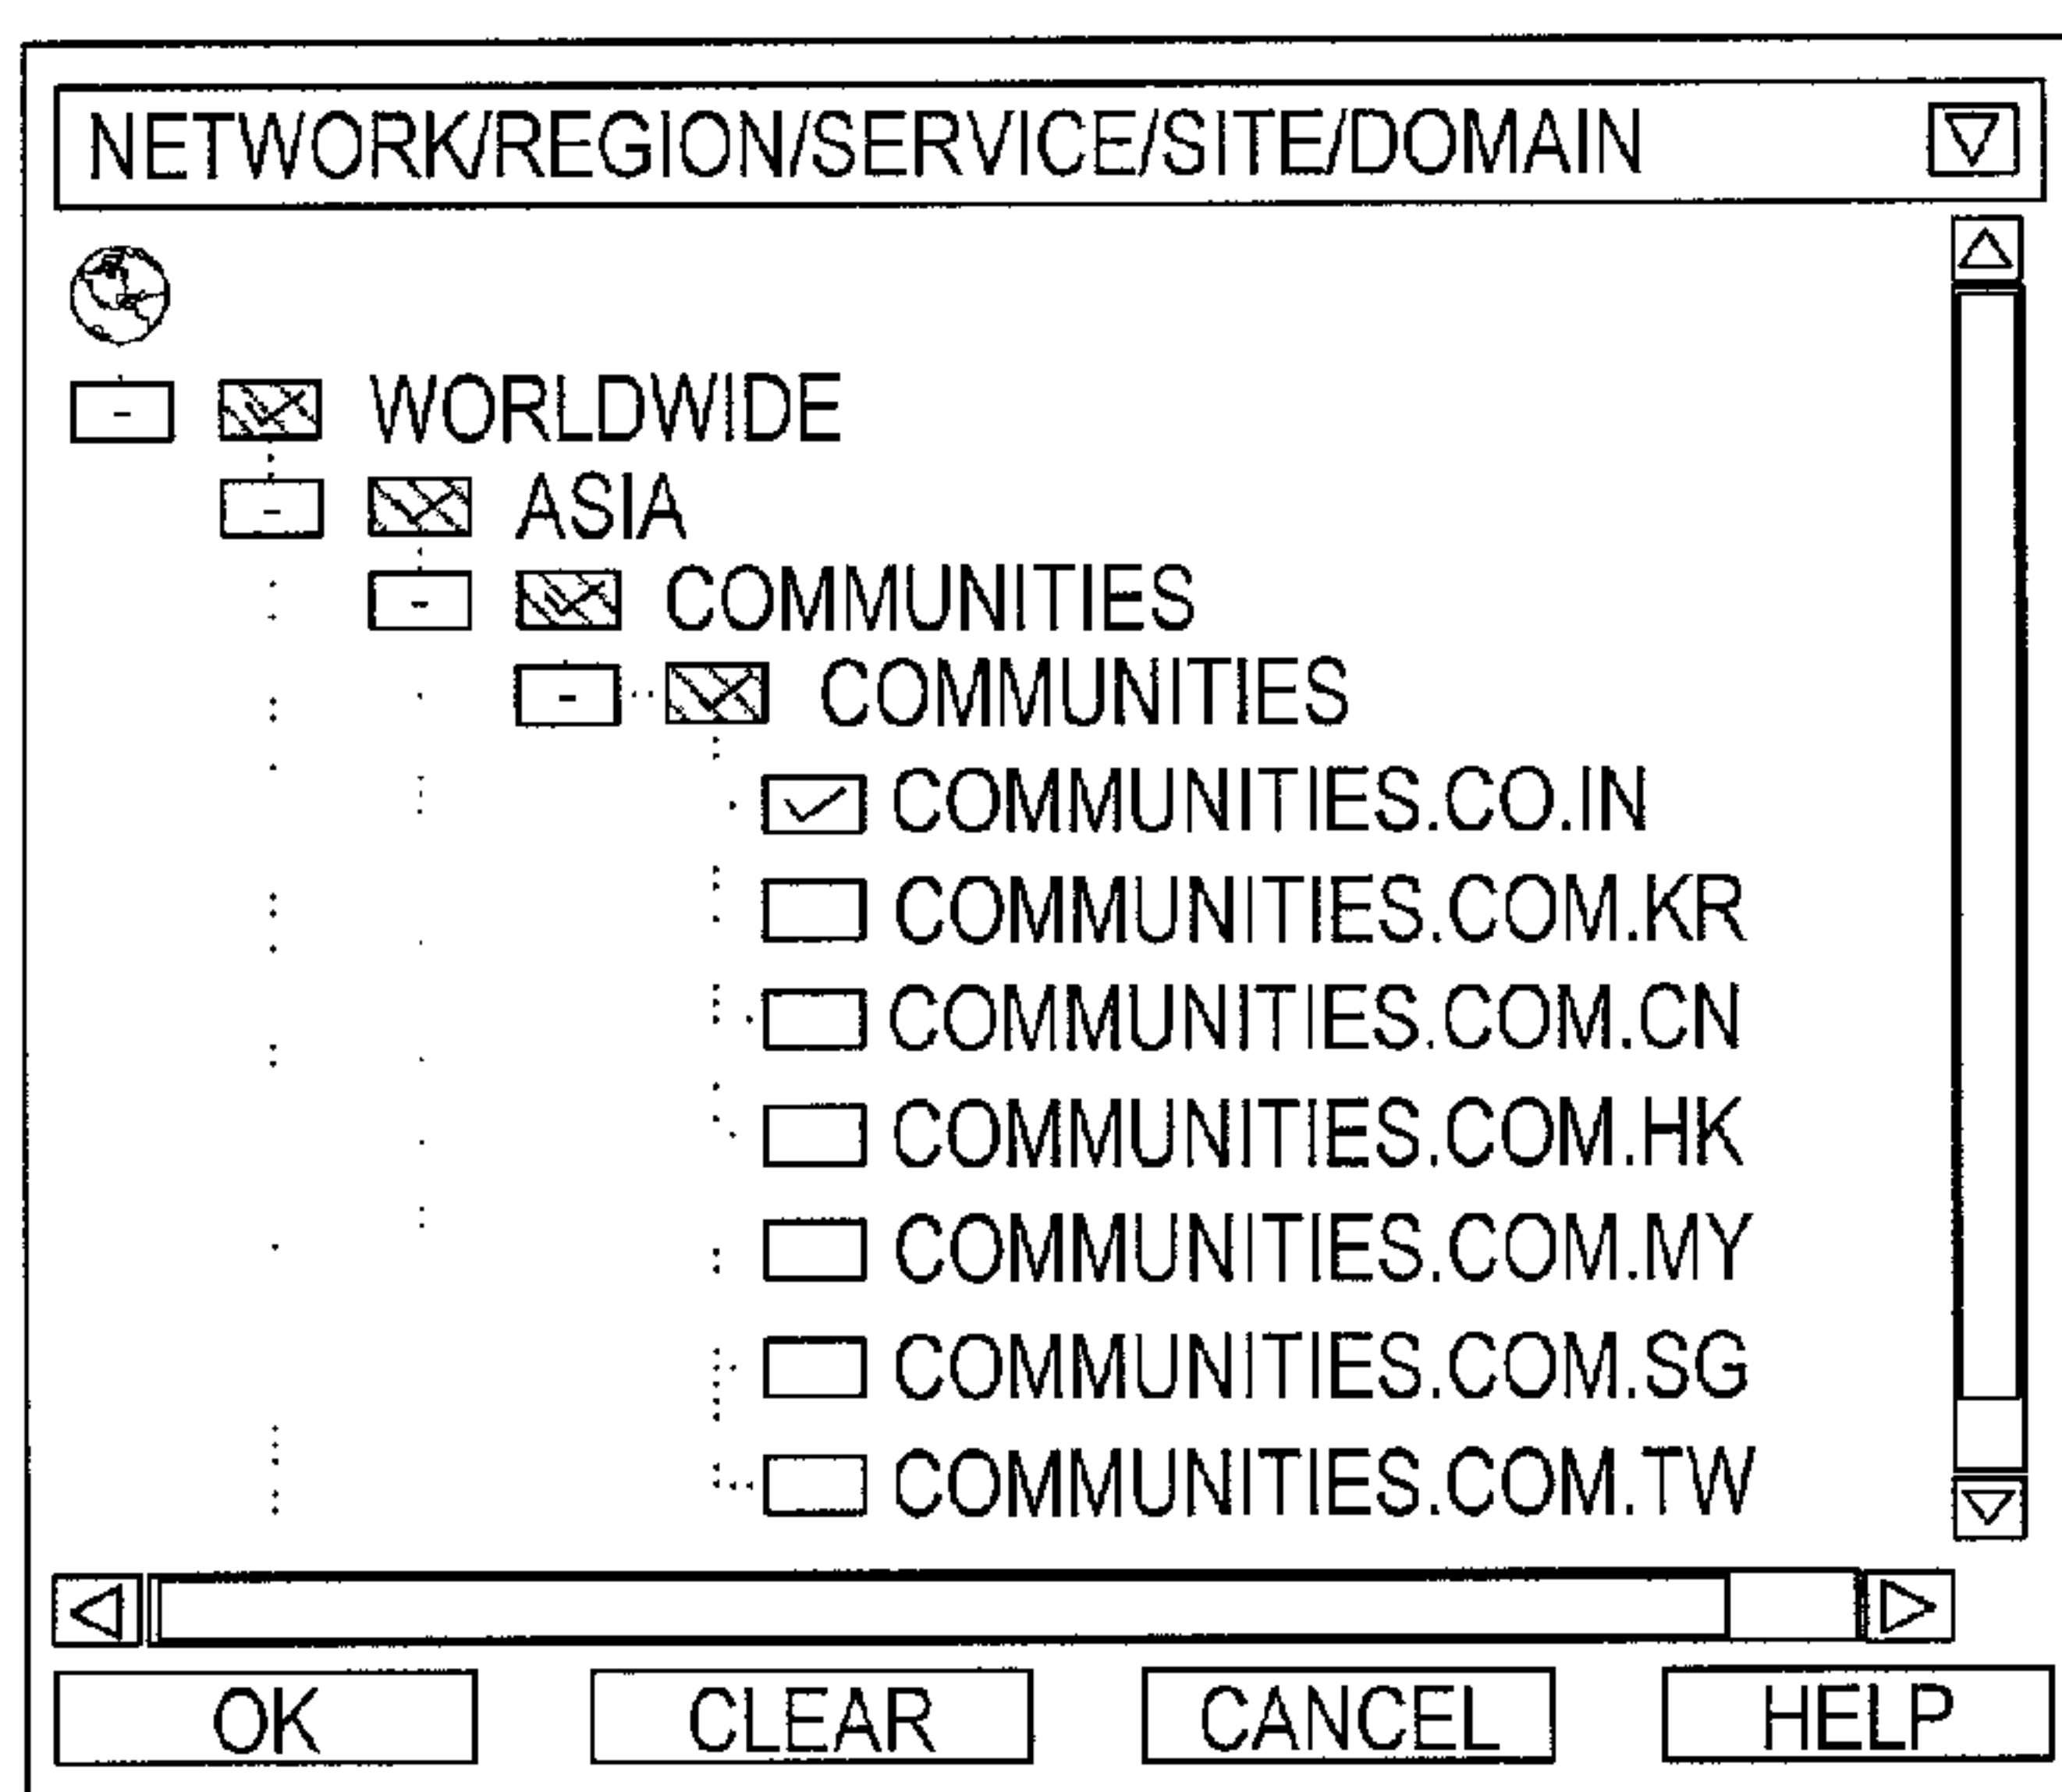 NETWORK/REGION/SERVICE/SITE/DOMAIN
WORLDWIDE
ASIA
COMMUNITIES
COMMUNITIES
COMMUNITIES.CO.IN
COMMUNITIES.COM.KR
COMMUNITIES.COM.CN
COMMUNITIES.COM.HK
COMMUNITIES.COM.MY
COMMUNITIES.COM.SG
COMMUNITIES.COM.TW
OK CLEAR CANCEL HELP